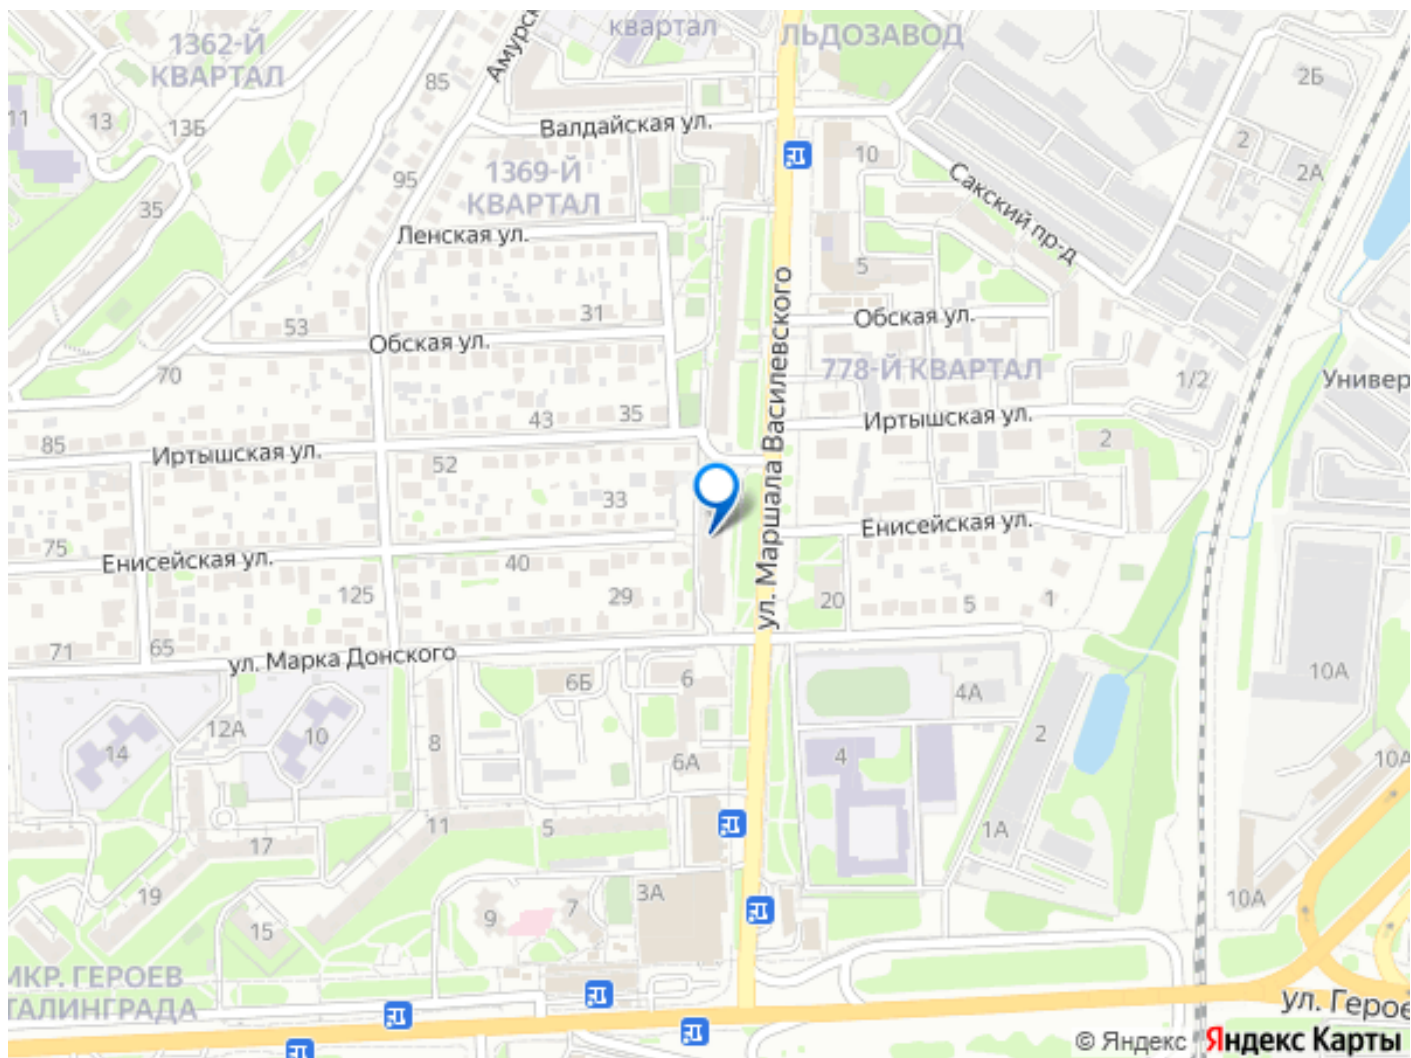 1362-Й
КВАРТАЛ
квартал
ЛЬДОЗАВОД
Амурск
85
2Б
11
13
13Б
Валдайская ул.
2
10
2А
1369-Й
КВАРТАЛ
95
Сакский пр-д
35
Ленская ул.
5
31
Обская ул.
53
Обская ул.
ул. Маршала Василевского
778-Й КВАРТАЛ
70
1/2
Универ
43
35
Иртышская ул.
85
Иртышская ул.
2
52
33
Енисейская ул.
75
Енисейская ул.
40
125
29
20
5
1
71
65
ул. Марка Донского
6Б
6
4А
10А
12А
14
10
8
2
6А
4
10А
11
5
1А
17
19
3А
9
7
15
10А
МКР. ГЕРОЕВ
ТАЛИНГРАДА
ул. Герое
© Яндекс
Яндекс Карты